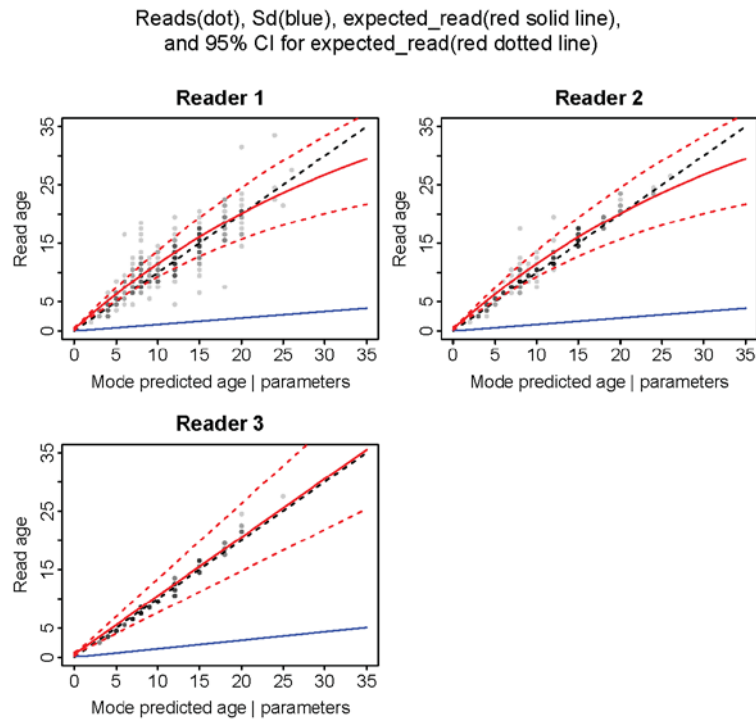 Reads(dot), Sd(blue), expected_read(red solid line),
and 95% CI for expected_read(red dotted line)
Reader 1
Read age
35
25
15
5
0
0 5 10 15 20 25 30 35
Mode predicted age | parameters
Reader 2
Read age
35
25
15
5
0
0 5 10 15 20 25 30 35
Mode predicted age | parameters
Reader 3
Read age
35
25
15
5
0
0 5 10 15 20 25 30 35
Mode predicted age | parameters